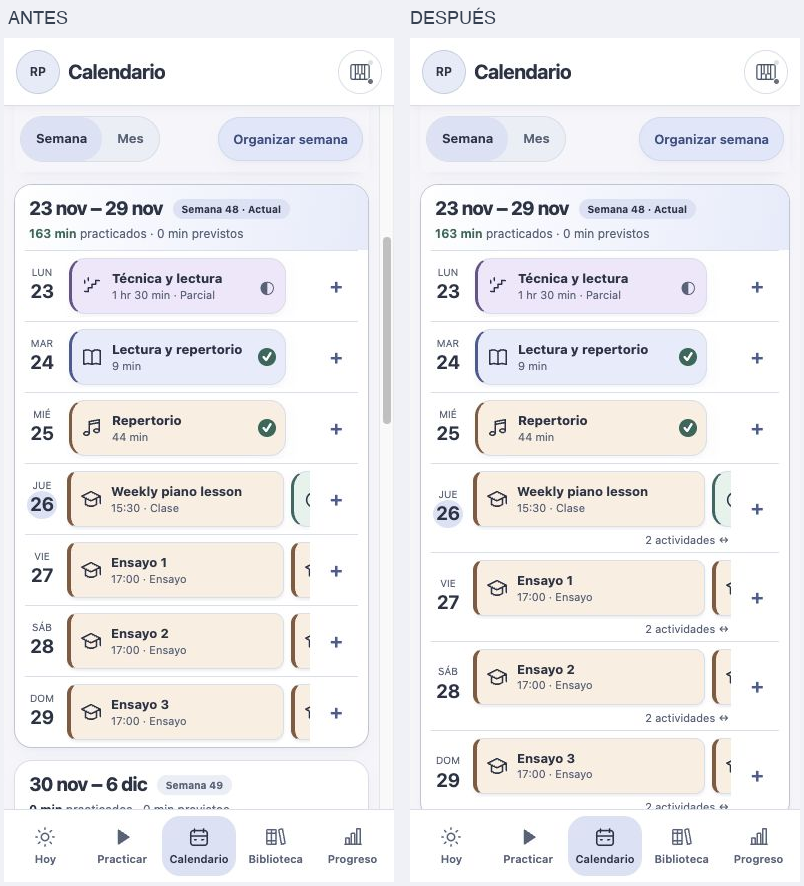 ANTES
RP Calendario
Semana Mes Organizar semana
23 nov – 29 nov Semana 48 · Actual
163 min practicados · 0 min previstos
LUN
23
Técnica y lectura
1 hr 30 min · Parcial
+
MAR
24
Lectura y repertorio
9 min
+
MIÉ
25
Repertorio
44 min
+
JUE
26
Weekly piano lesson
15:30 · Clase
+
VIE
27
Ensayo 1
17:00 · Ensayo
+
SÁB
28
Ensayo 2
17:00 · Ensayo
+
DOM
29
Ensayo 3
17:00 · Ensayo
+
30 nov – 6 dic Semana 49
0 min practicados · 0 min previstos
Hoy Practicar Calendario Biblioteca Progreso
DESPUÉS
RP Calendario
Semana Mes Organizar semana
23 nov – 29 nov Semana 48 · Actual
163 min practicados · 0 min previstos
LUN
23
Técnica y lectura
1 hr 30 min · Parcial
+
MAR
24
Lectura y repertorio
9 min
+
MIÉ
25
Repertorio
44 min
+
JUE
26
Weekly piano lesson
15:30 · Clase
+
2 actividades ↔
VIE
27
Ensayo 1
17:00 · Ensayo
+
2 actividades ↔
SÁB
28
Ensayo 2
17:00 · Ensayo
+
2 actividades ↔
DOM
29
Ensayo 3
17:00 · Ensayo
+
2 actividades ↔
Hoy Practicar Calendario Biblioteca Progreso